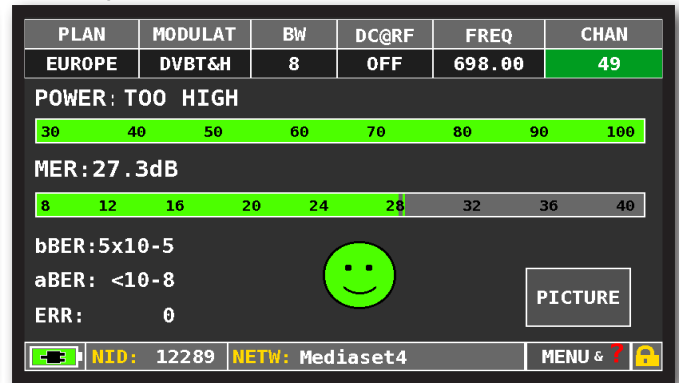 PLAN MODULAT BW DC@RF FREQ CHAN
EUROPE DVBT&H 8 OFF 698.00 49
POWER: TOO HIGH
30 40 50 60 70 80 90 100
MER:27.3dB
8 12 16 20 24 28 32 36 40
bBER:5x10-5
aBER: <10-8
ERR: 0
PICTURE
NID: 12289 NETW: Mediaset4 MENU & ?